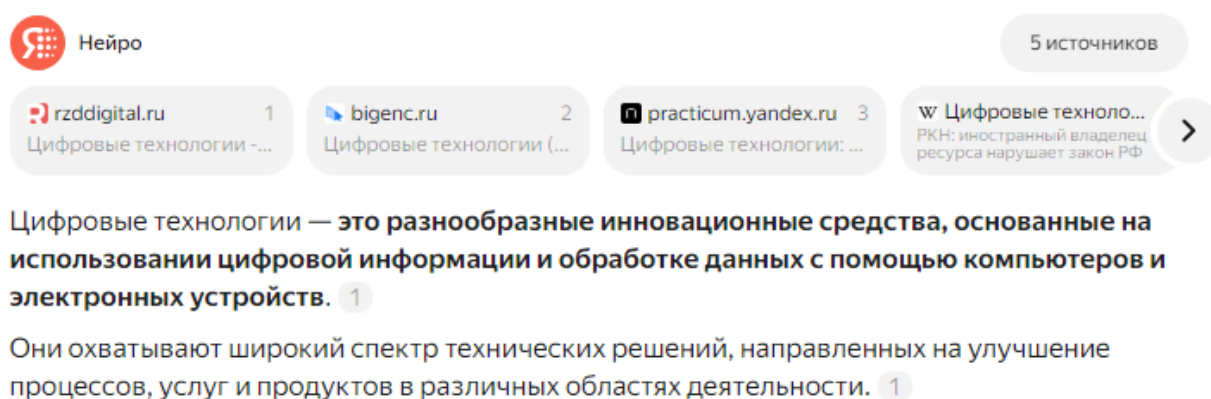 Нейро
5 источников
rzddigital.ru 1
Цифровые технологии -...
bigenc.ru 2
Цифровые технологии (...
practicum.yandex.ru 3
Цифровые технологии: ...
W Цифровые техноло...
РКН: иностранный владелец
ресурса нарушает закон РФ
Цифровые технологии — это разнообразные инновационные средства, основанные на
использовании цифровой информации и обработке данных с помощью компьютеров и
электронных устройств. 1
Они охватывают широкий спектр технических решений, направленных на улучшение
процессов, услуг и продуктов в различных областях деятельности. 1